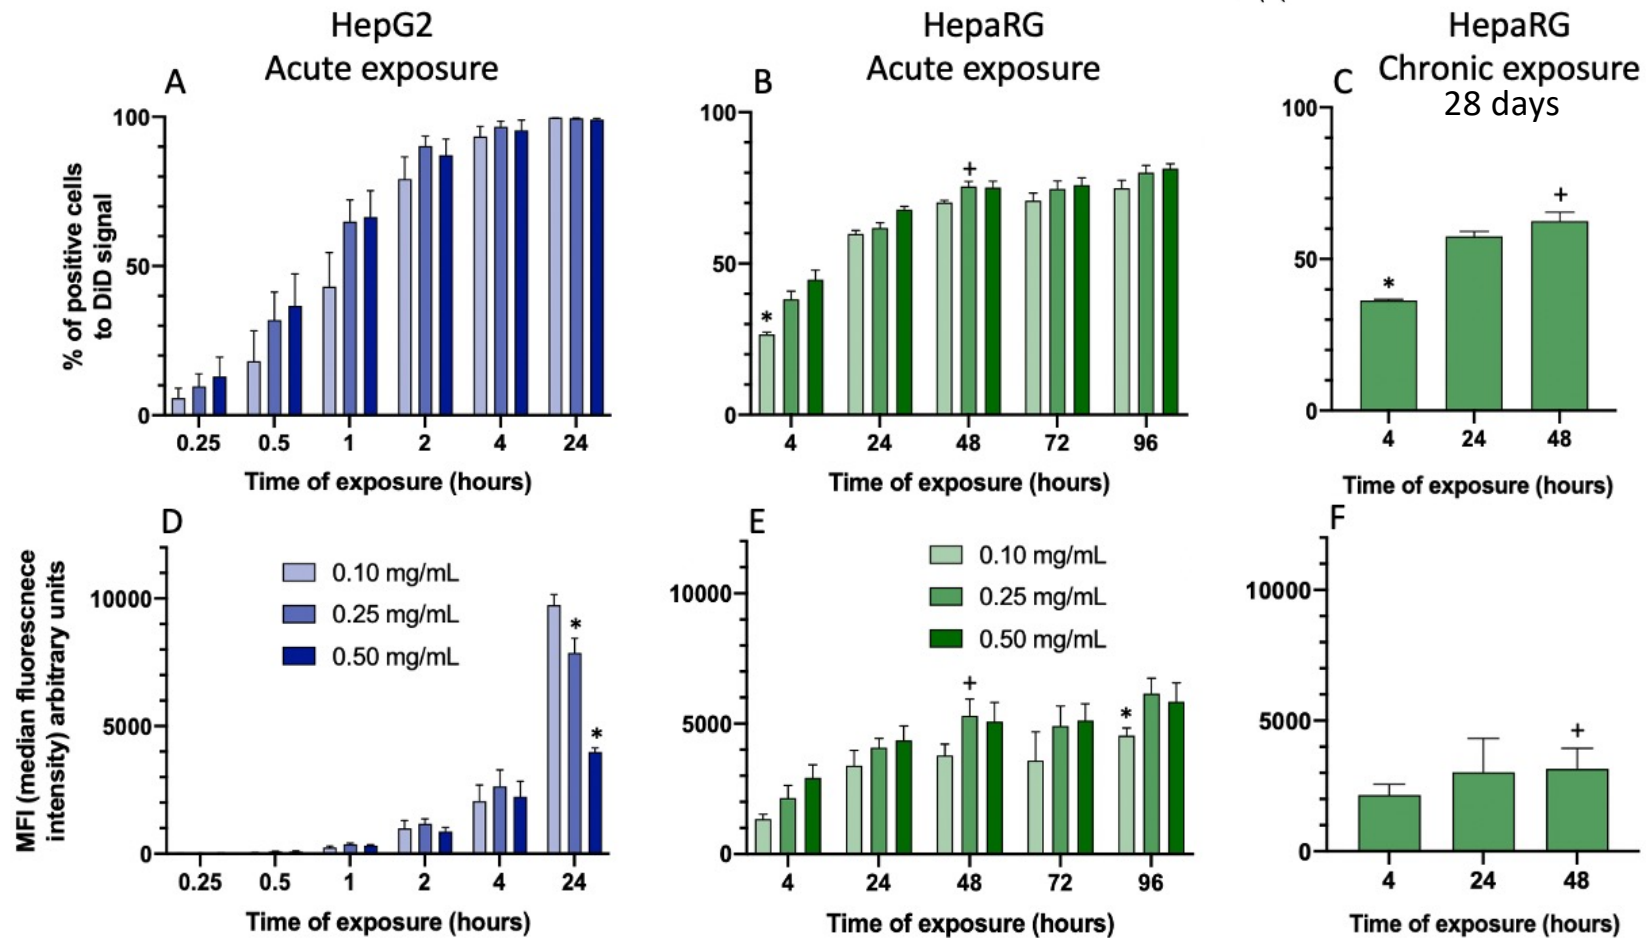 HepG2
Acute exposure
HepaRG
Acute exposure
HepaRG
Chronic exposure
28 days
A
% of positive cells
to DiD signal
100
50
0
0.25 0.5 1 2 4 24
Time of exposure (hours)
B
100
50
0
*
+
4 24 48 72 96
Time of exposure (hours)
C
100
50
0
*
+
4 24 48
Time of exposure (hours)
D
MFI (median fluorescnece
intensity) arbitrary units
10000
5000
0
0.10 mg/mL
0.25 mg/mL
0.50 mg/mL
*
*
0.25 0.5 1 2 4 24
Time of exposure (hours)
E
10000
5000
0
0.10 mg/mL
0.25 mg/mL
0.50 mg/mL
+
*
4 24 48 72 96
Time of exposure (hours)
F
10000
5000
0
+
4 24 48
Time of exposure (hours)